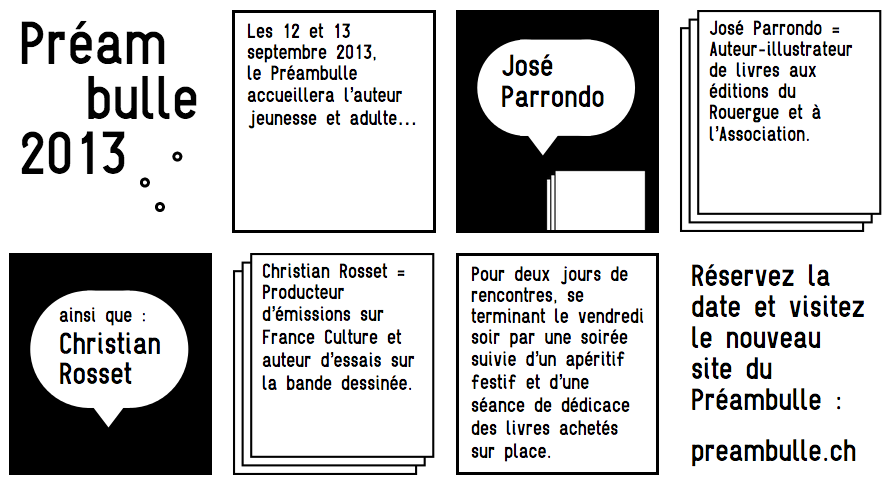 Préam
bulle
2013
Les 12 et 13
septembre 2013,
le Préambulle
accueillera l'auteur
jeunesse et adulte...
José
Parrondo
José Parrondo =
Auteur-illustrateur
de livres aux
éditions du
Rouergue et à
l'Association.
ainsi que :
Christian
Rosset
Christian Rosset =
Producteur
d'émissions sur
France Culture et
auteur d'essais sur
la bande dessinée.
Pour deux jours de
rencontres, se
terminant le vendredi
soir par une soirée
suivie d'un apéritif
festif et d'une
séance de dédicace
des livres achetés
sur place.
Réservez la
date et visitez
le nouveau
site du
Préambulle :
preambulle.ch